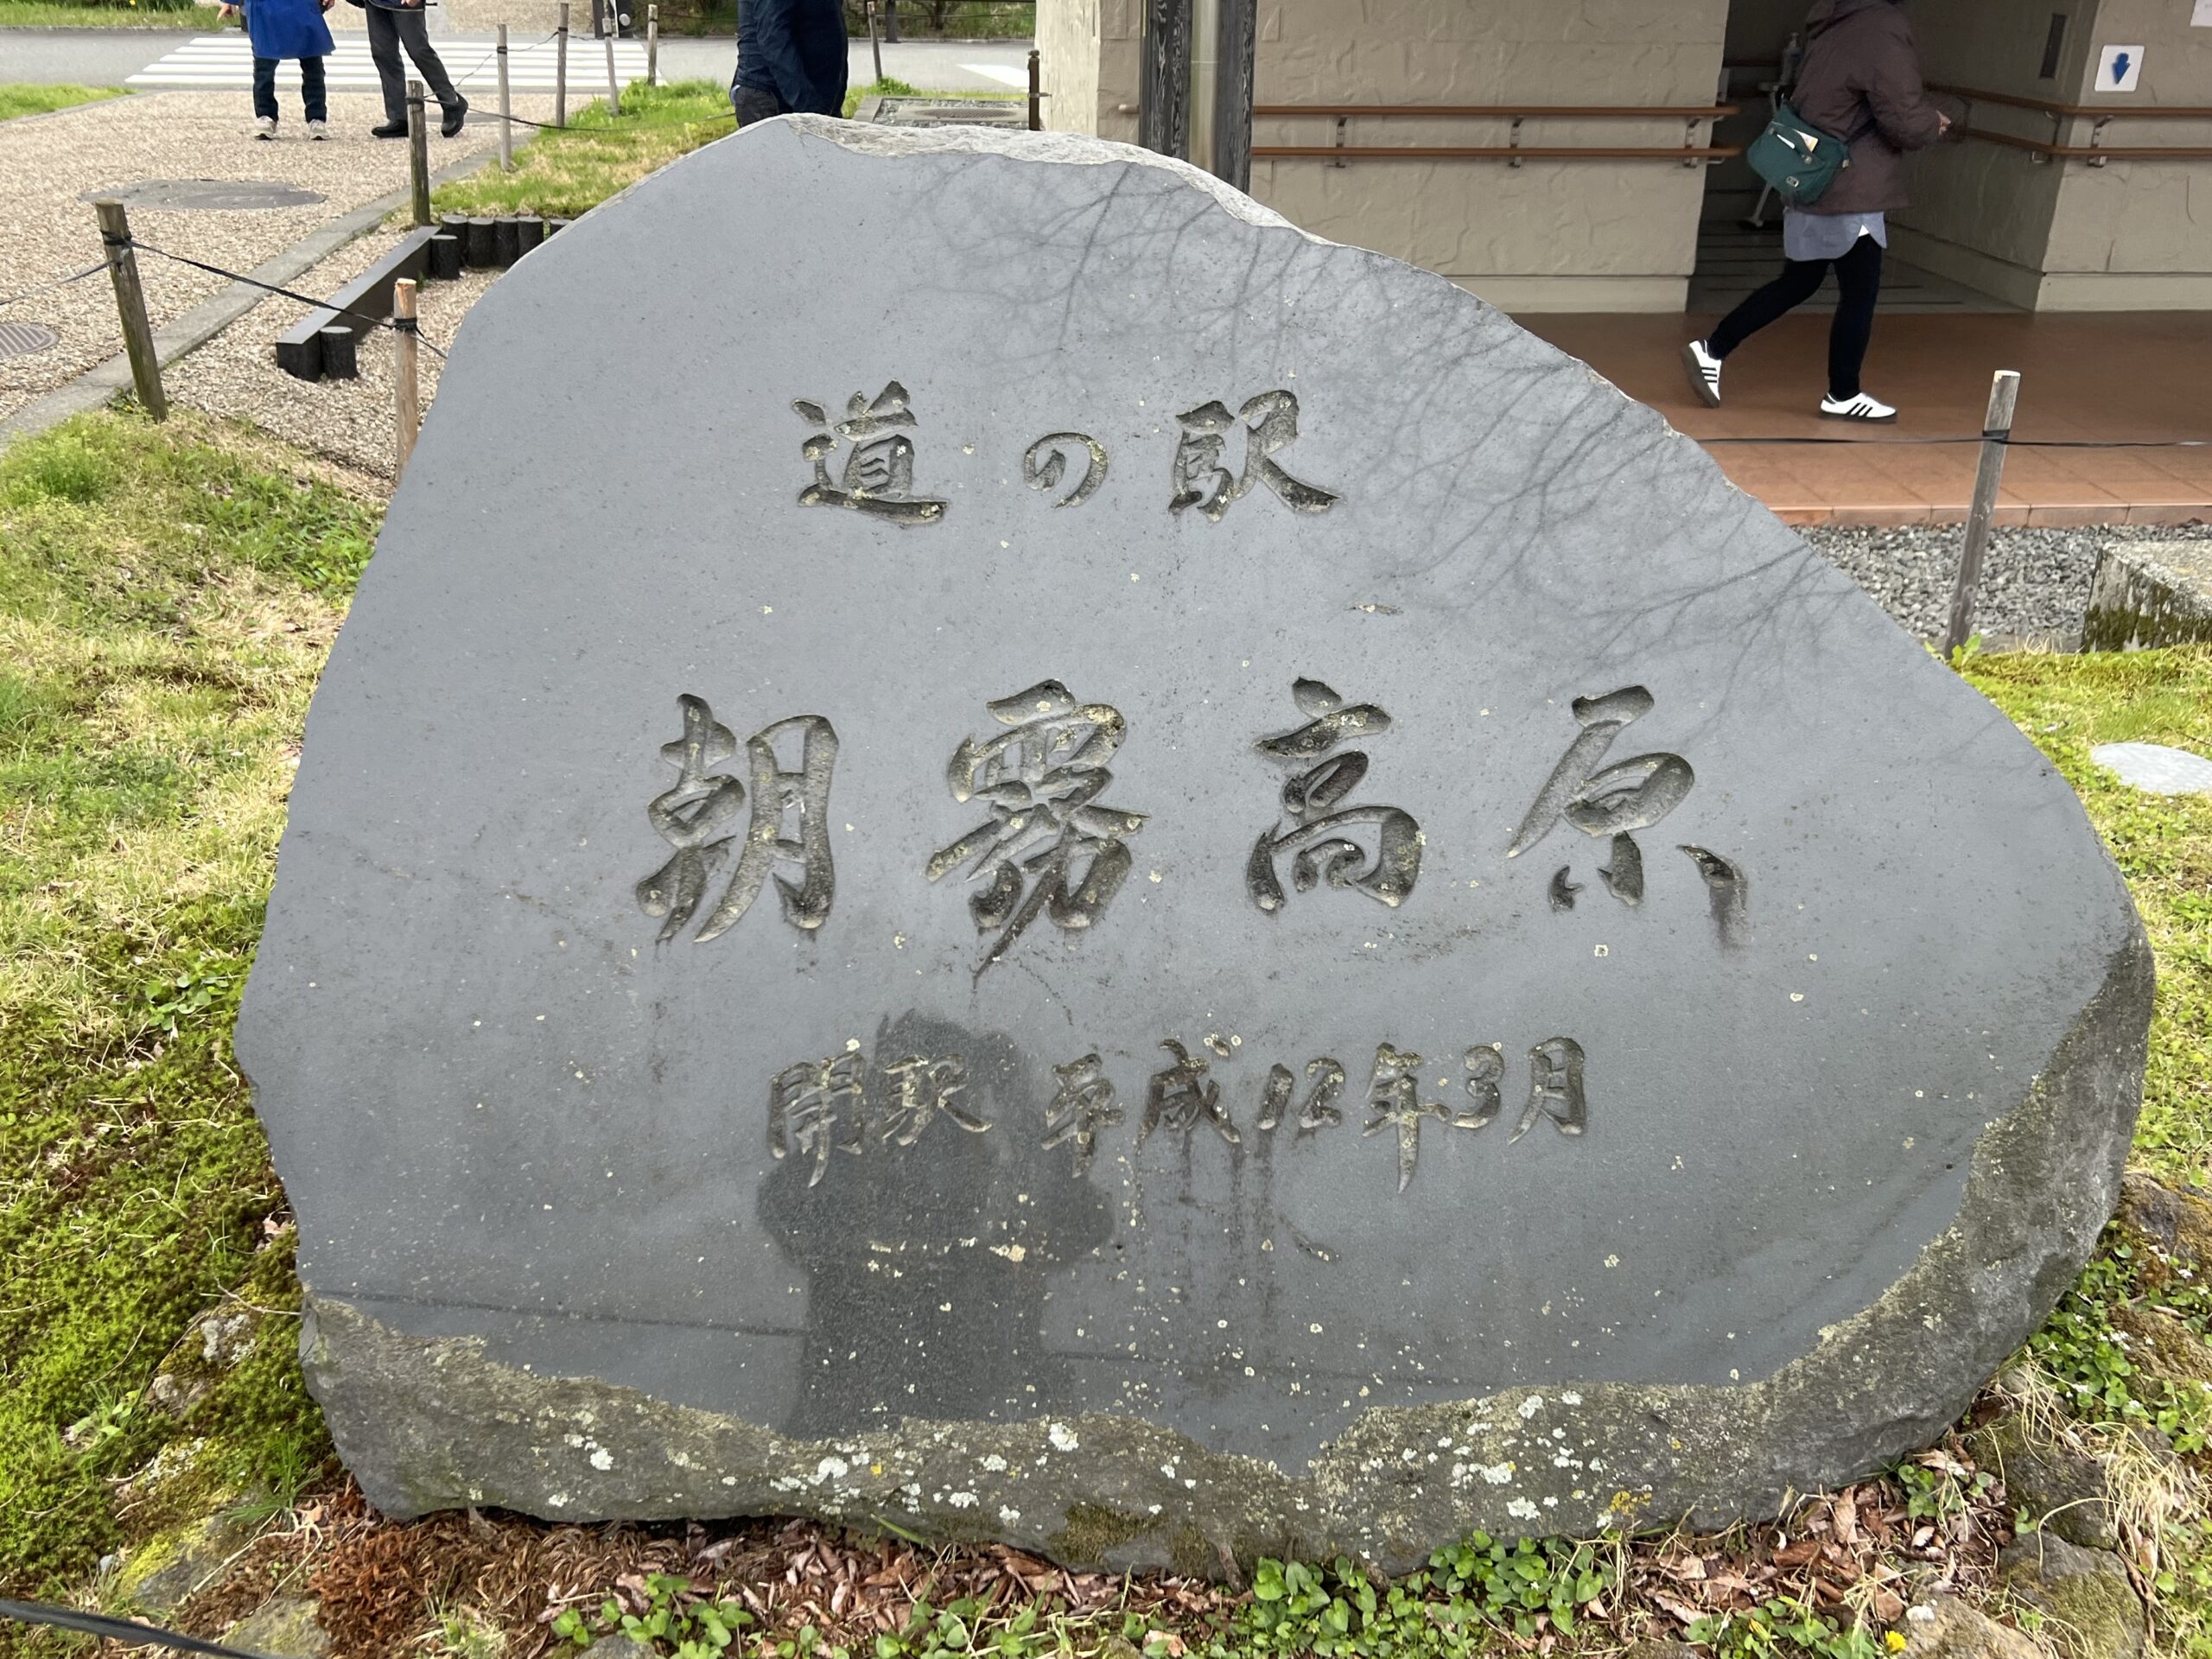 道の駅
朝霧高原
開駅 平成12年3月